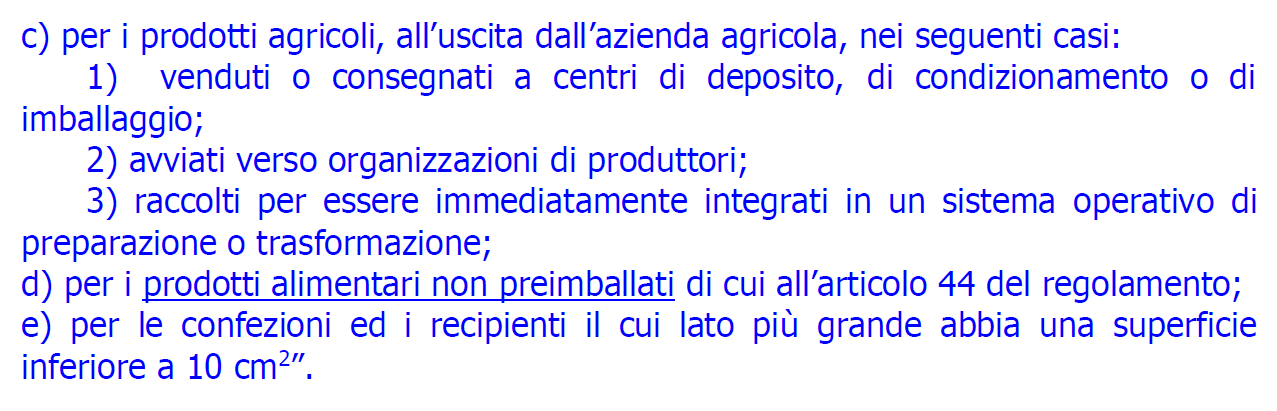 c) per i prodotti agricoli, all’uscita dall’azienda agricola, nei seguenti casi:
1) venduti o consegnati a centri di deposito, di condizionamento o di
imballaggio;
2) avviati verso organizzazioni di produttori;
3) raccolti per essere immediatamente integrati in un sistema operativo di
preparazione o trasformazione;
d) per i prodotti alimentari non preimballati di cui all’articolo 44 del regolamento;
e) per le confezioni ed i recipienti il cui lato più grande abbia una superficie
inferiore a 10 cm²”.